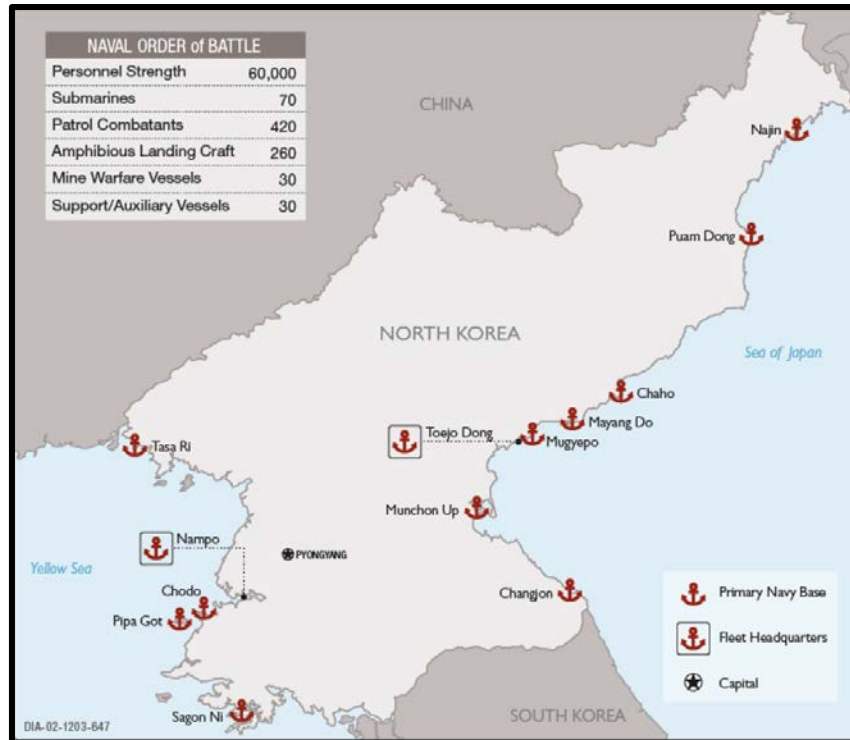 NAVAL ORDER of BATTLE
Personnel Strength 60,000
Submarines 70
Patrol Combatants 420
Amphibious Landing Craft 260
Mine Warfare Vessels 30
Support/Auxiliary Vessels 30
CHINA
Najin
Puam Dong
NORTH KOREA
Sea of Japan
Chaho
Mayang Do
Toejo Dong
Mugyepo
Tasa Ri
Munchon Up
Nampo
PYONGYANG
Yellow Sea
Chodo
Changjon
Pipa Got
Primary Navy Base
Fleet Headquarters
Capital
Sagon Ni
SOUTH KOREA
DIA-02-1203-647